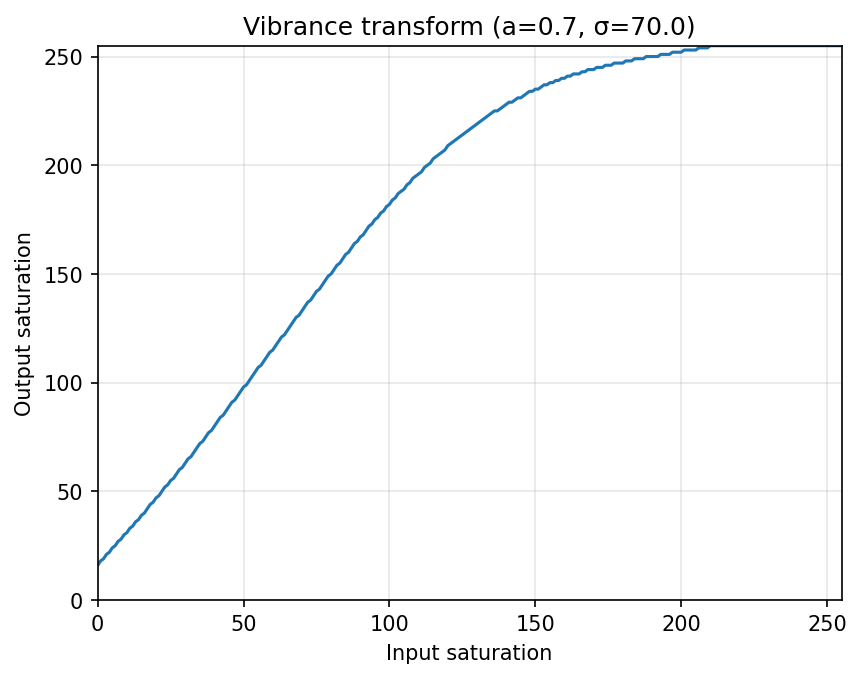 Vibrance transform (a=0.7, σ=70.0)
250
200
150
100
50
0
Output saturation
0 50 100 150 200 250
Input saturation